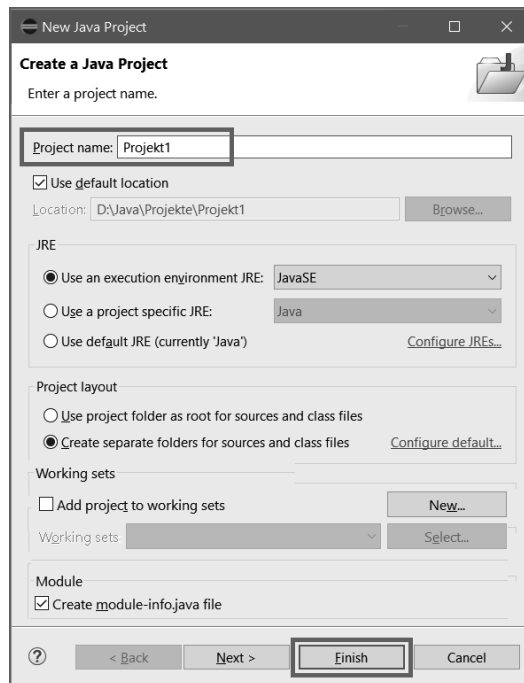 New Java Project
Create a Java Project
Enter a project name.
Project name: Projekt1
Use default location
Location: D:\Java\Projekte\Projekt1 Browse...
JRE
Use an execution environment JRE: JavaSE
Use a project specific JRE: Java
Use default JRE (currently 'Java') Configure JREs...
Project layout
Use project folder as root for sources and class files
Create separate folders for sources and class files Configure default...
Working sets
Add project to working sets New...
Working sets Select...
Module
Create module-info.java file
? < Back Next > Finish Cancel